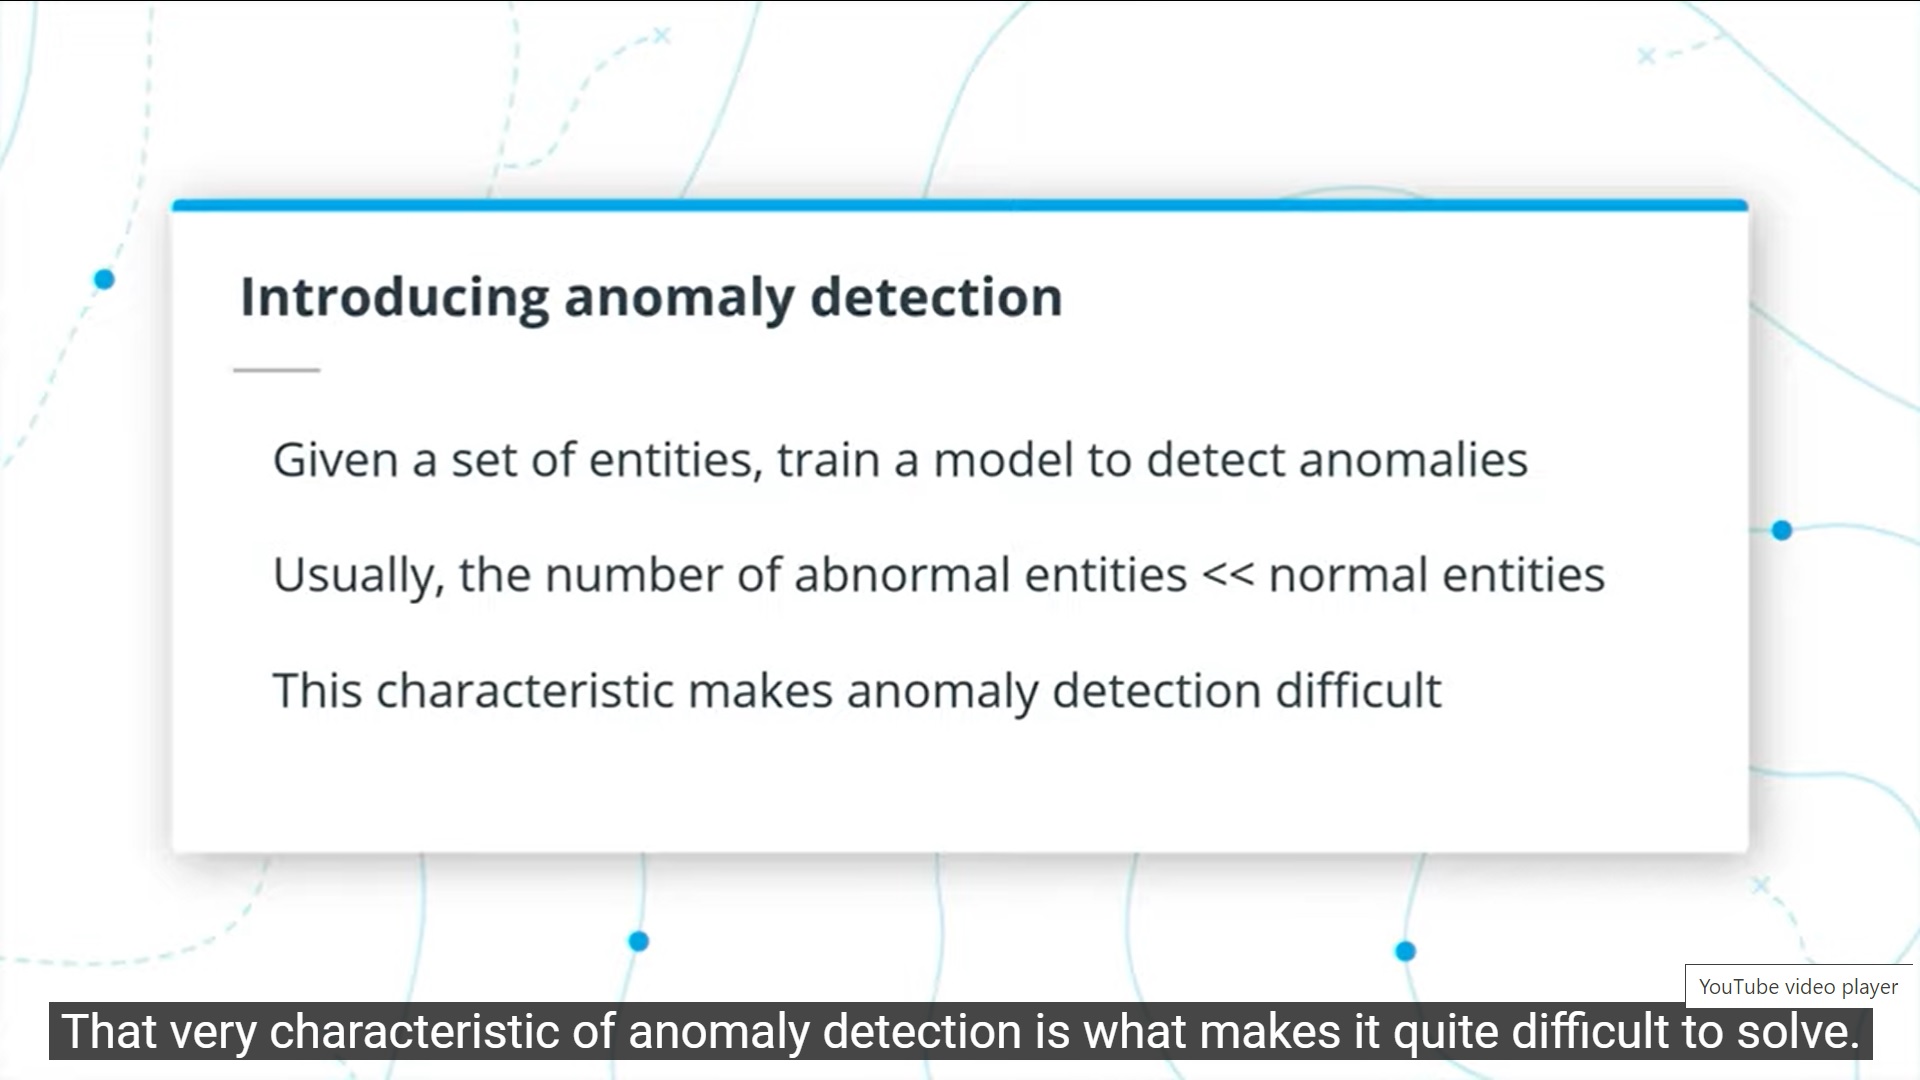 Introducing anomaly detection
Given a set of entities, train a model to detect anomalies
Usually, the number of abnormal entities << normal entities
This characteristic makes anomaly detection difficult
YouTube video player
That very characteristic of anomaly detection is what makes it quite difficult to solve.